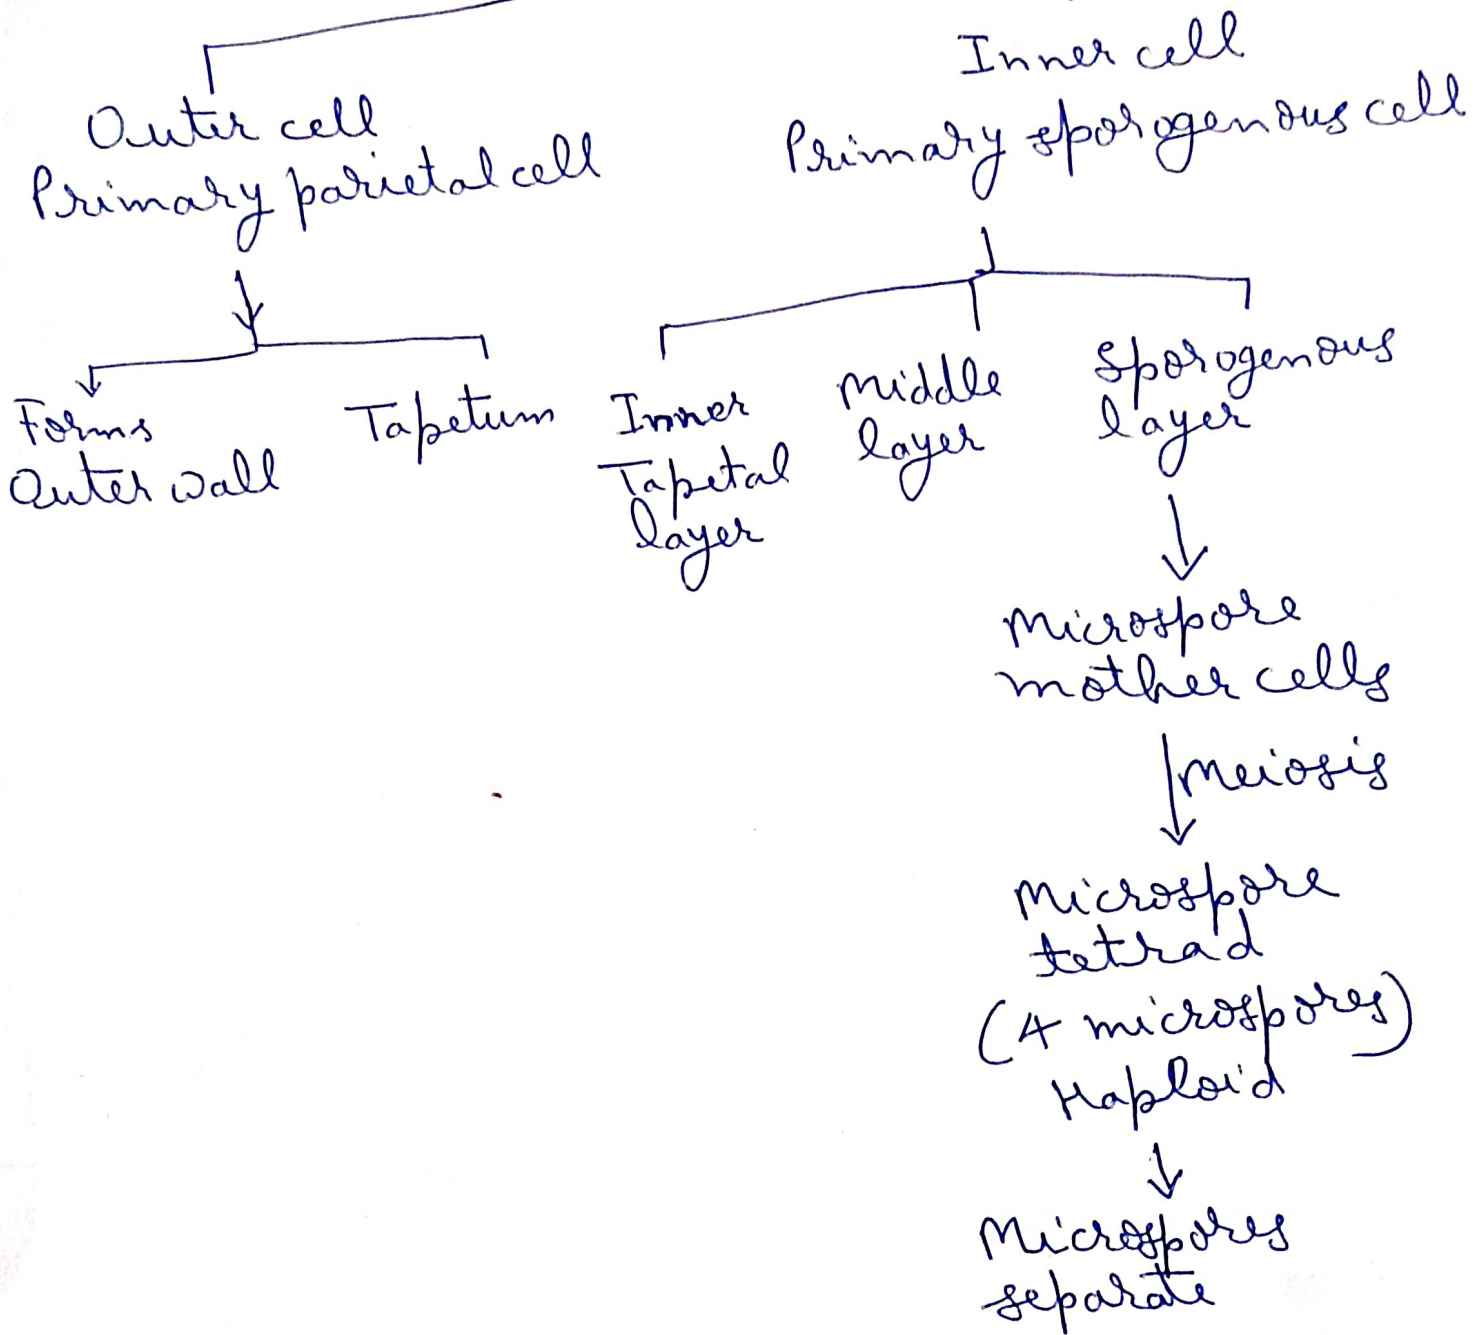 Outer cell
Primary parietal cell
Forms
Outer wall
Tapetum
Inner cell
Primary sporogenous cell
Inner
Tapetal
layer
Middle
layer
Sporogenous
layer
Microspore
mother cells
Meiosis
Microspore
tetrad
(4 microspores)
Haploid
Microspores
separate